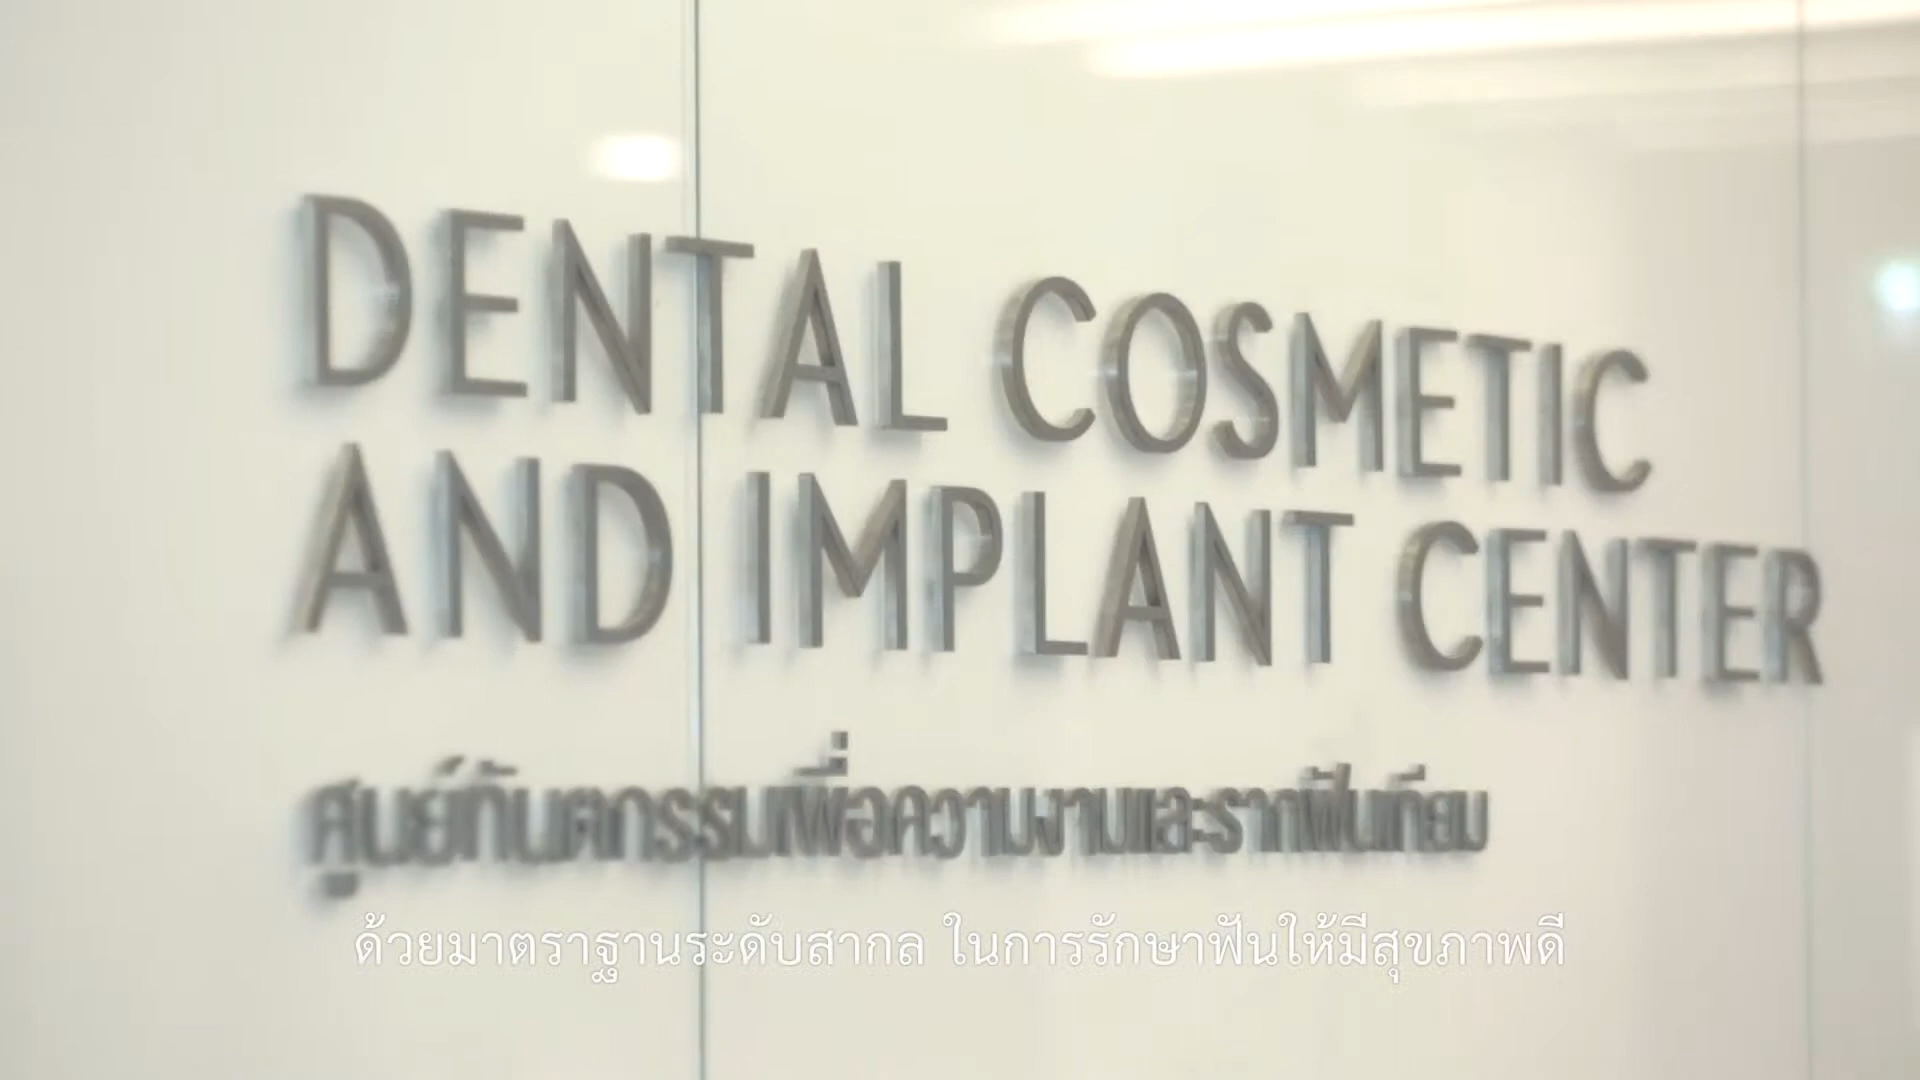 DENTAL COSMETIC
AND IMPLANT CENTER
ศูนย์ทันตกรรมเพื่อความงามและรากฟันเทียม
ด้วยมาตราฐานระดับสากล ในการรักษาฟันให้มีสุขภาพดี